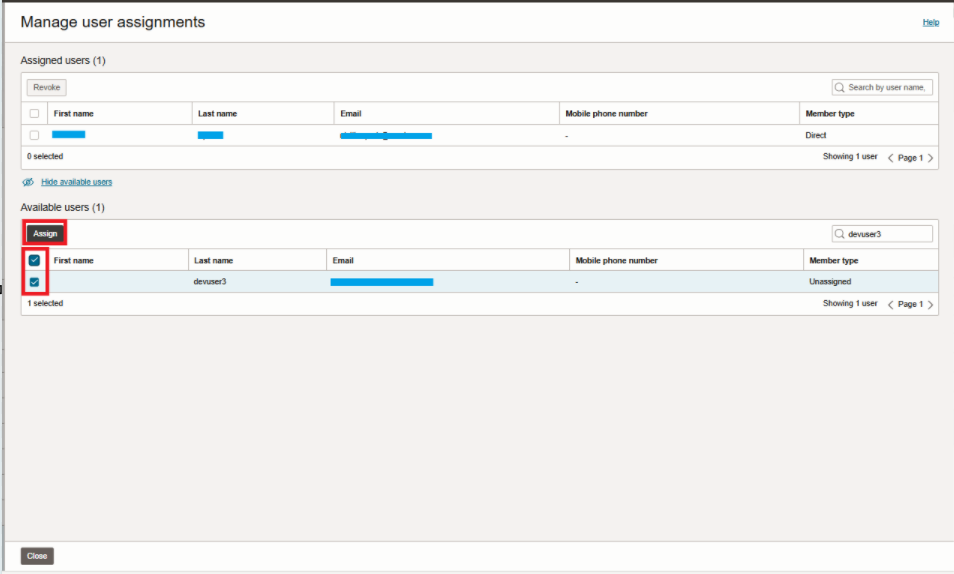 Manage user assignments
Help
Assigned users (1)
Revoke
Search by user name,
First name Last name Email Mobile phone number Member type
- Direct
0 selected
Showing 1 user Page 1
Hide available users
Available users (1)
Assign
devuser3
First name Last name Email Mobile phone number Member type
devuser3 - Unassigned
1 selected
Showing 1 user Page 1
Close